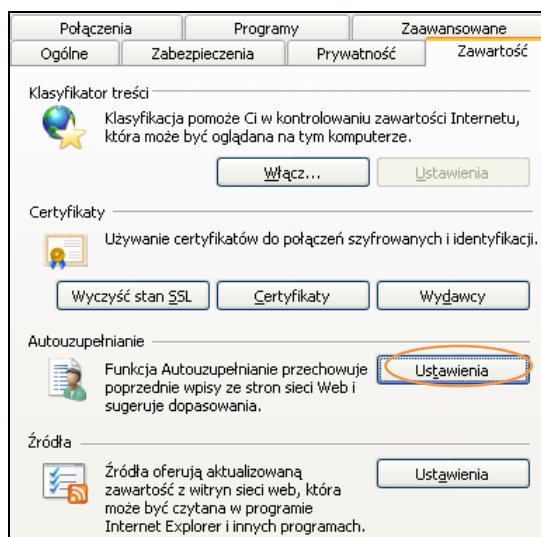 Połączenia Programy Zaawansowane
Ogólne Zabezpieczenia Prywatność Zawartość
Klasyfikator treści
Klasyfikacja pomoże Ci w kontrolowaniu zawartości Internetu,
która może być oglądana na tym komputerze.
Włącz... Ustawienia
Certyfikaty
Używanie certyfikatów do połączeń szyfrowanych i identyfikacji.
Wyczyść stan SSL Certyfikaty Wydawcy
Autouzupełnianie
Funkcja Autouzupełnianie przechowuje
poprzednie wpisy ze stron sieci Web i
sugeruje dopasowania.
Ustawienia
Źródła
Źródła oferują aktualizowaną
zawartość z witryn sieci web, która
może być czytana w programie
Internet Explorer i innych programach.
Ustawienia